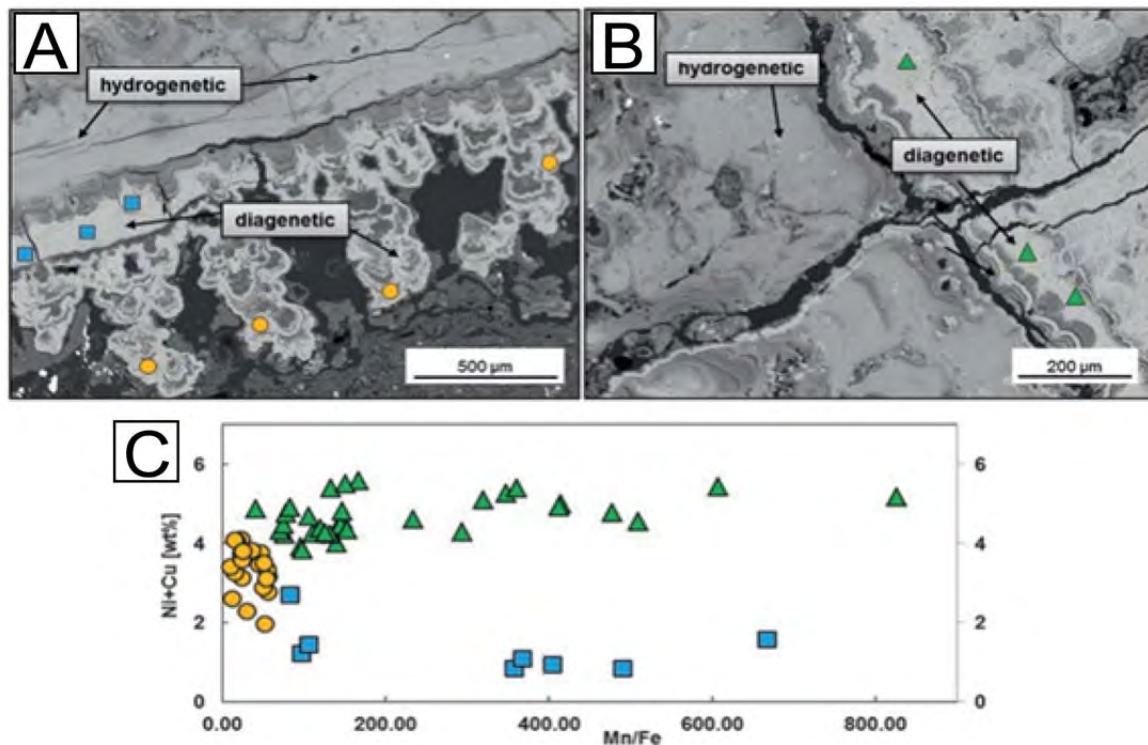 A
hydrogenetic
diagenetic
500 µm
B
hydrogenetic
diagenetic
200 µm
C
Ni+Cu [wt%]
6
4
2
0
6
4
2
0
0.00 200.00 400.00 600.00 800.00
Mn/Fe